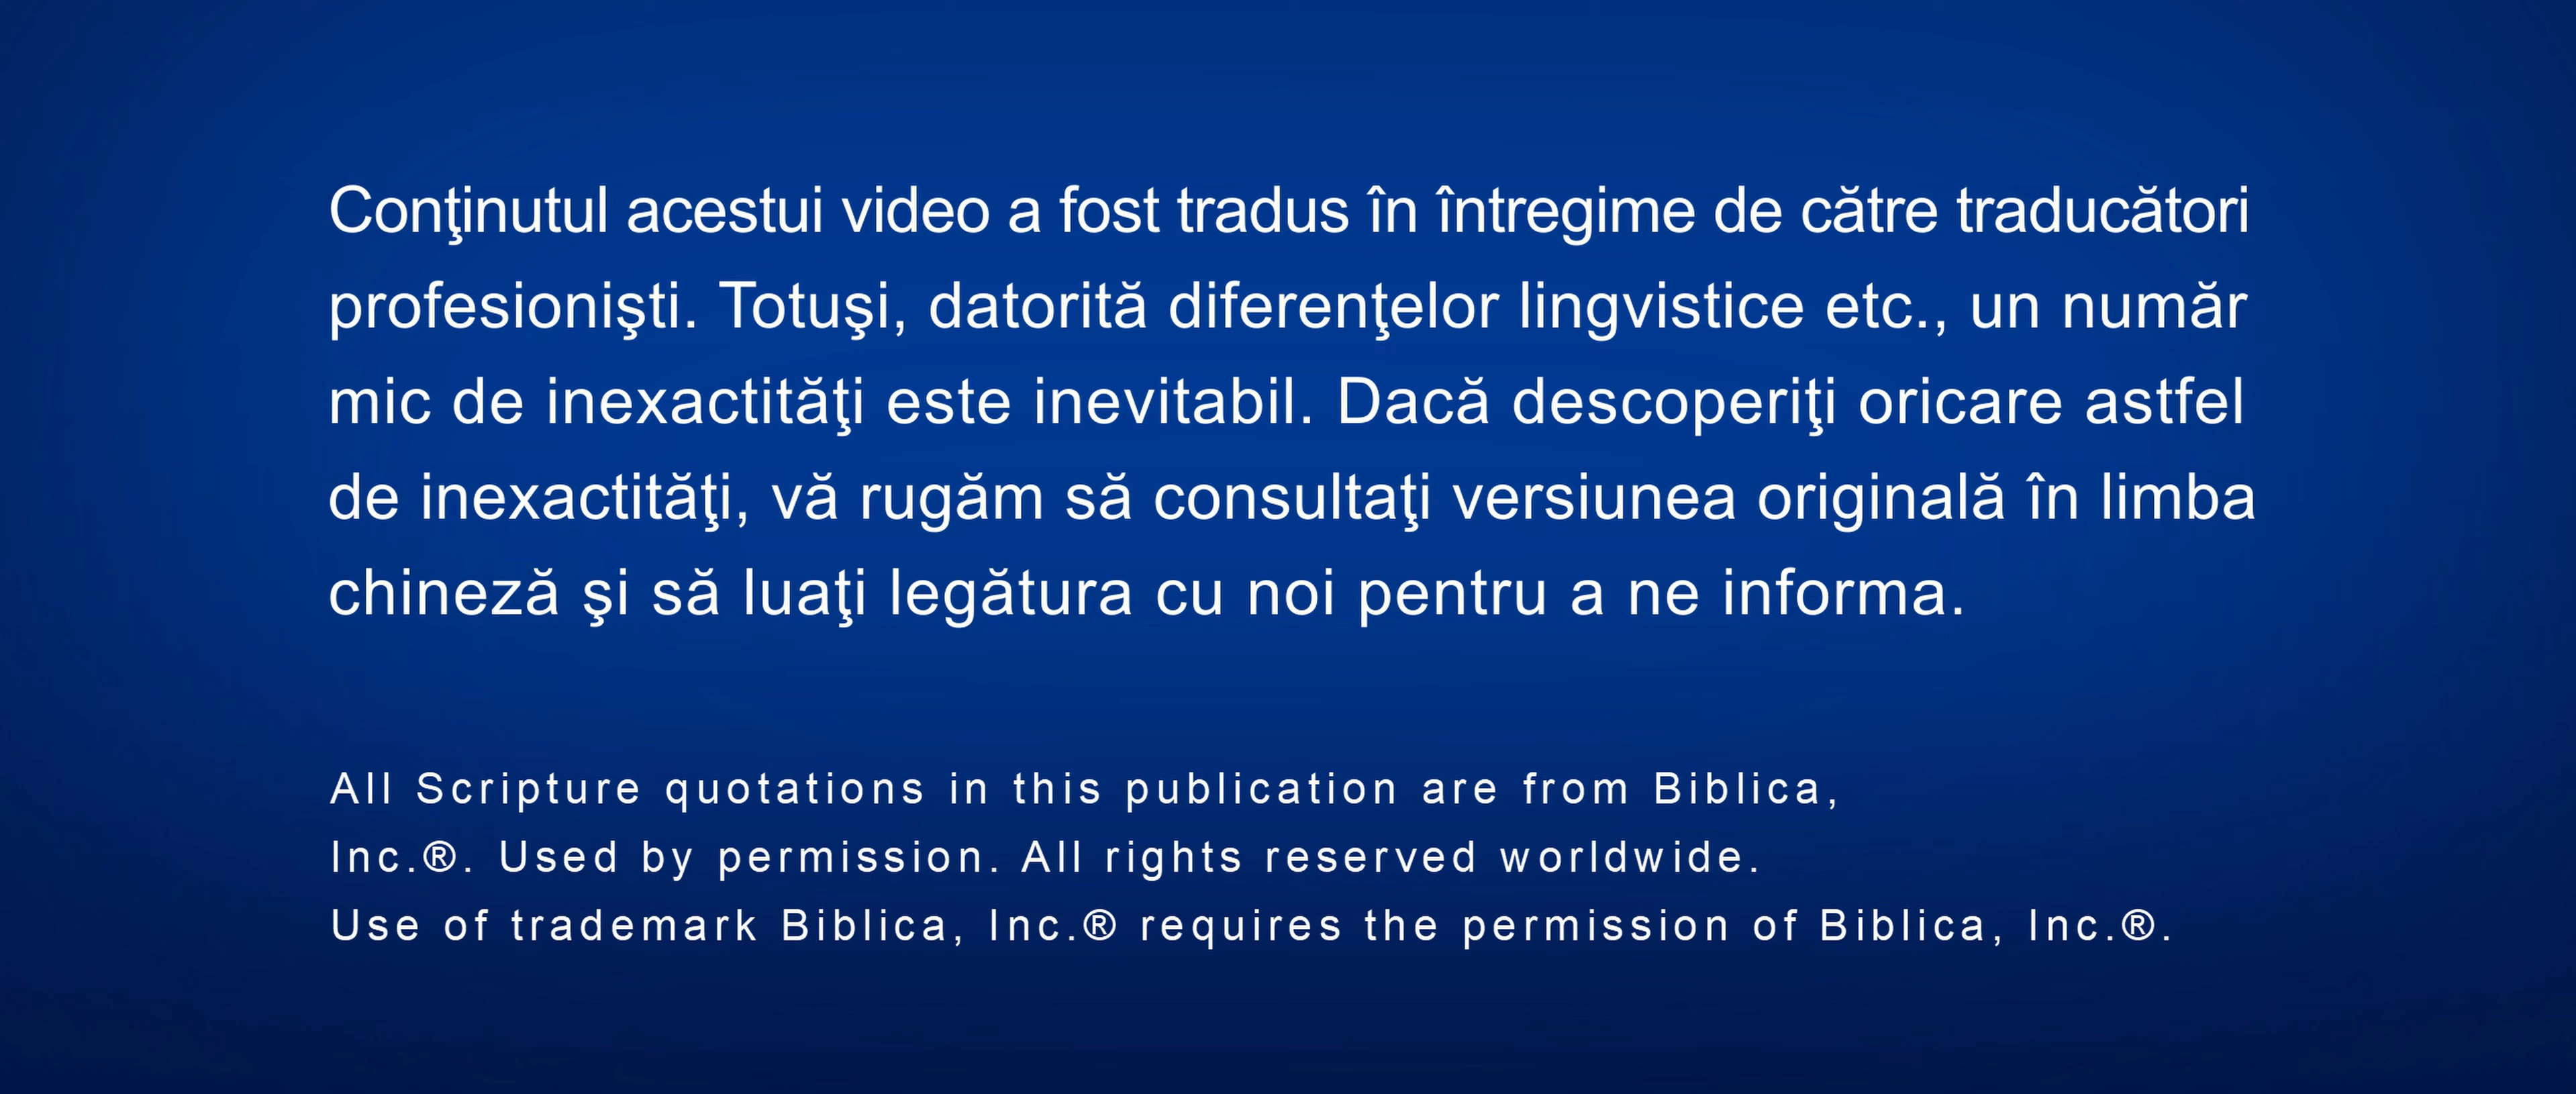 Conţinutul acestui video a fost tradus în întregime de către traducători
profesionişti. Totuşi, datorită diferenţelor lingvistice etc., un număr
mic de inexactităţi este inevitabil. Dacă descoperiţi oricare astfel
de inexactităţi, vă rugăm să consultaţi versiunea originală în limba
chineză şi să luaţi legătura cu noi pentru a ne informa.
All Scripture quotations in this publication are from Biblica,
Inc.®. Used by permission. All rights reserved worldwide.
Use of trademark Biblica, Inc.® requires the permission of Biblica, Inc.®.